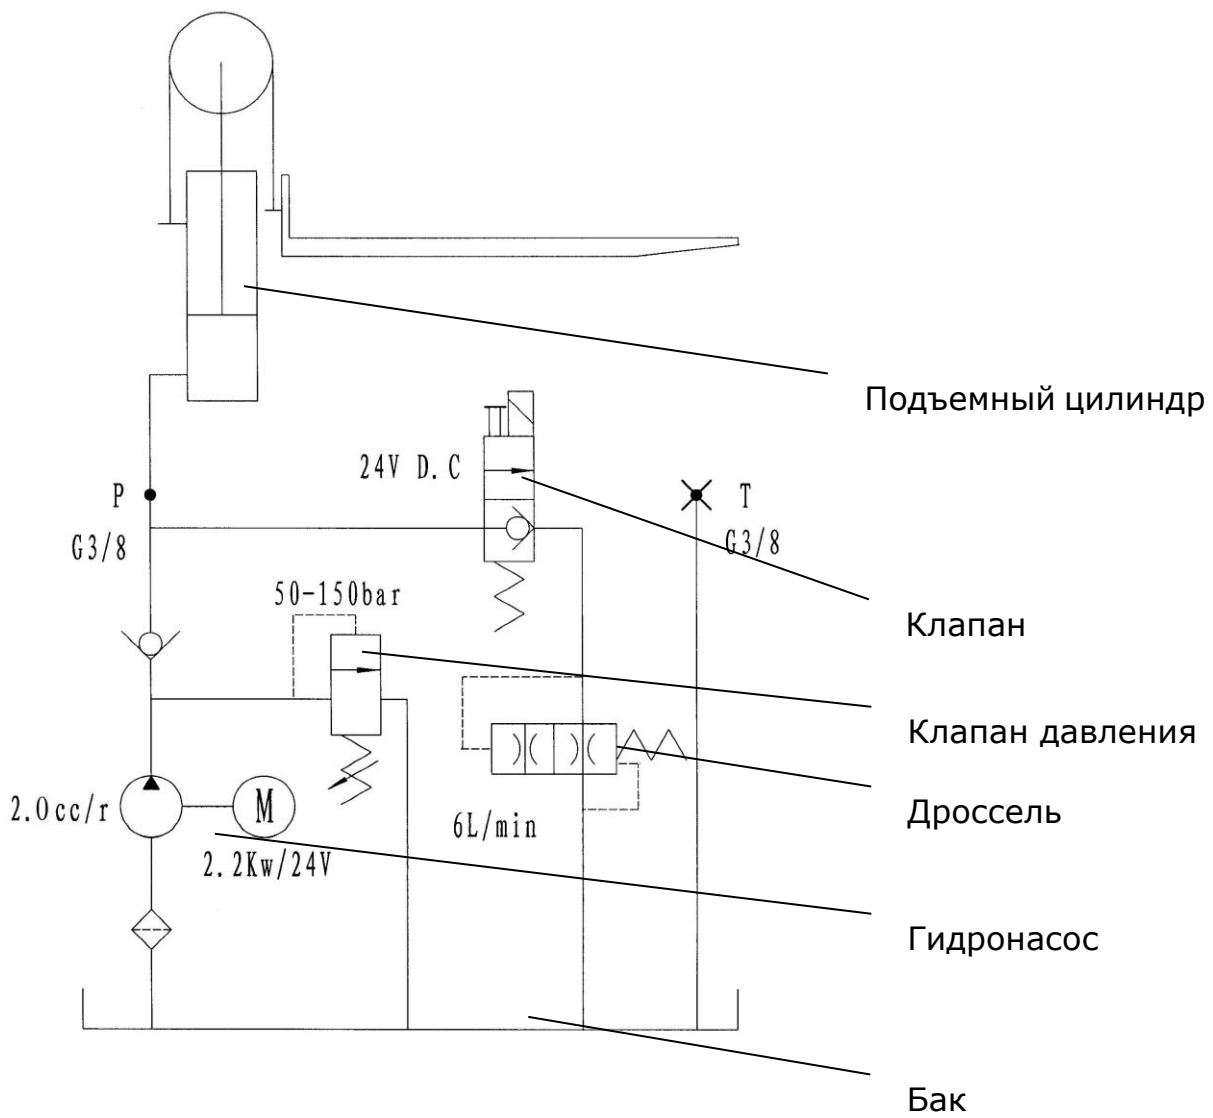 Подъемный цилиндр
24V D.C
P
T
G3/8
G3/8
50-150bar
Клапан
Клапан давления
2.0cc/r
M
6L/min
Дроссель
2.2Kw/24V
Гидронасос
Бак